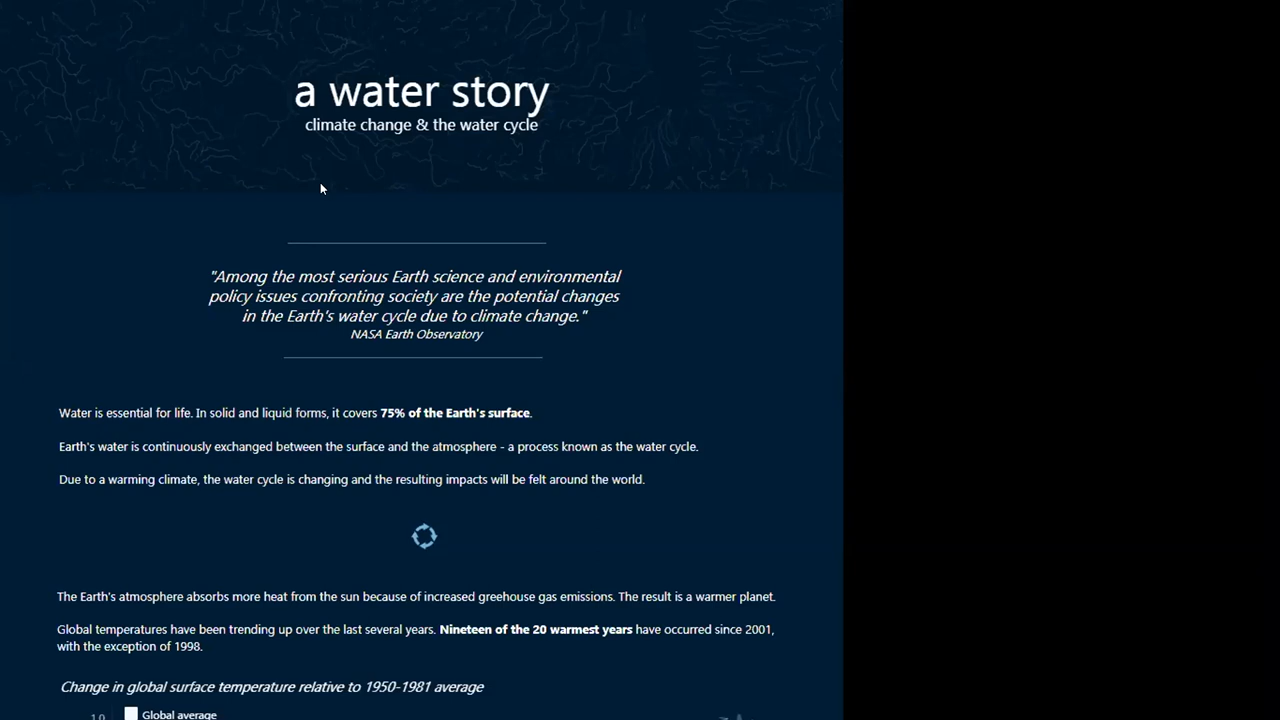 a water story
climate change & the water cycle
"Among the most serious Earth science and environmental
policy issues confronting society are the potential changes
in the Earth's water cycle due to climate change."
NASA Earth Observatory
Water is essential for life. In solid and liquid forms, it covers 75% of the Earth's surface.
Earth's water is continuously exchanged between the surface and the atmosphere - a process known as the water cycle.
Due to a warming climate, the water cycle is changing and the resulting impacts will be felt around the world.
The Earth's atmosphere absorbs more heat from the sun because of increased greehouse gas emissions. The result is a warmer planet.
Global temperatures have been trending up over the last several years. Nineteen of the 20 warmest years have occurred since 2001,
with the exception of 1998.
Change in global surface temperature relative to 1950-1981 average
1.0 Global average